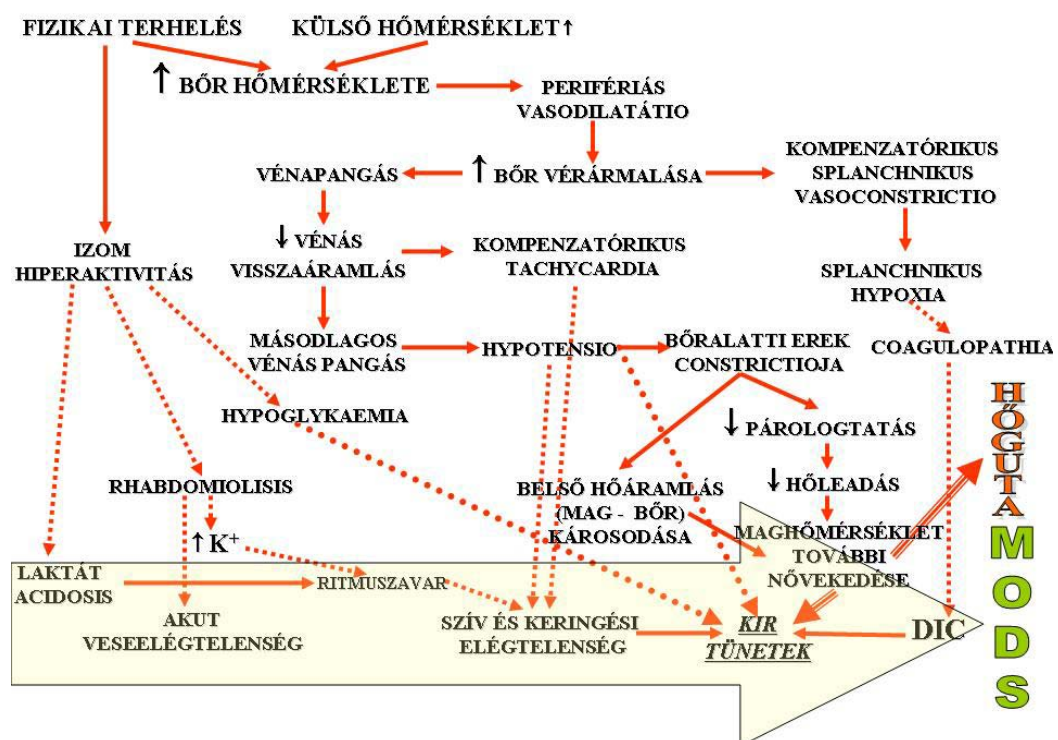 FIZIKAI TERHELÉS
KÜLSŐ HŐMÉRSÉKLET↑
↑ BŐR HŐMÉRSÉKLETE
PERIFÉRIÁS
VASODILATÁTIO
KOMPENZATÓRIKUS
SPLANCHNIKUS
VASOCONSTRICTIO
VÉNAPANGÁS
↑ BŐR VÉRÁRMALÁSA
IZOM
HIPERAKTIVITÁS
↓ VÉNÁS
VISSZAÁRAMLÁS
KOMPENZATÓRIKUS
TACHYCARDIA
SPLANCHNIKUS
HYPOXIA
MÁSODLAGOS
VÉNÁS PANGÁS
HYPOTENSIO
BŐRALATTI EREK
CONSTRICTIOJA
COAGULOPATHIA
HYPOGLYKAEMIA
↓ PÁROLOGTATÁS
RHABDOMIOLISIS
BELSŐ HŐÁRAMLÁS
(MAG - BŐR)
KÁROSODÁSA
↓ HŐLEADÁS
↑ K+
MAGHŐMÉRSÉKLET
TOVÁBBI
NÖVEKEDÉSE
LAKTÁT
ACIDOSIS
RITMUSZAVAR
AKUT
VESEELÉGTELENSÉG
SZÍV ÉS KERINGÉSI
ELÉGTELENSÉG
KIR
TÜNETEK
DIC
HŐGUTA
MODS